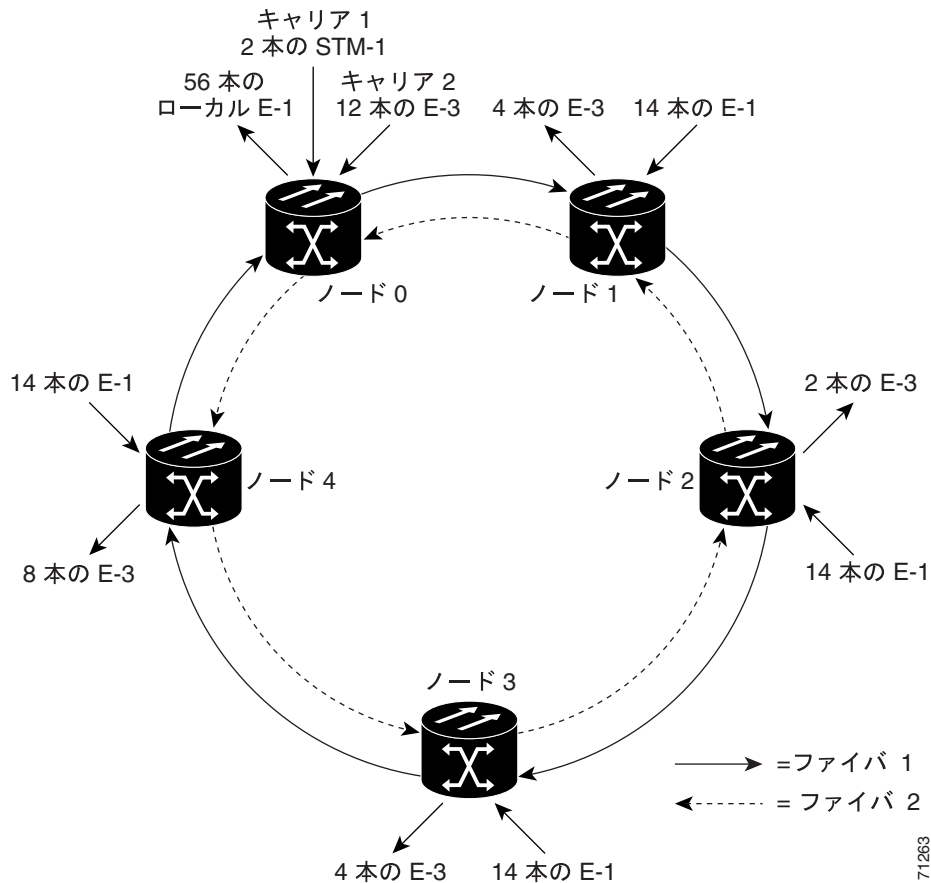 キャリア 1
2 本の STM-1
56 本の
ローカル E-1
キャリア 2
12 本の E-3
4 本の E-3
14 本の E-1
ノード 0
ノード 1
14 本の E-1
2 本の E-3
ノード 4
ノード 2
8 本の E-3
14 本の E-1
ノード 3
=ファイバ 1
= ファイバ 2
4 本の E-3
14 本の E-1
71263